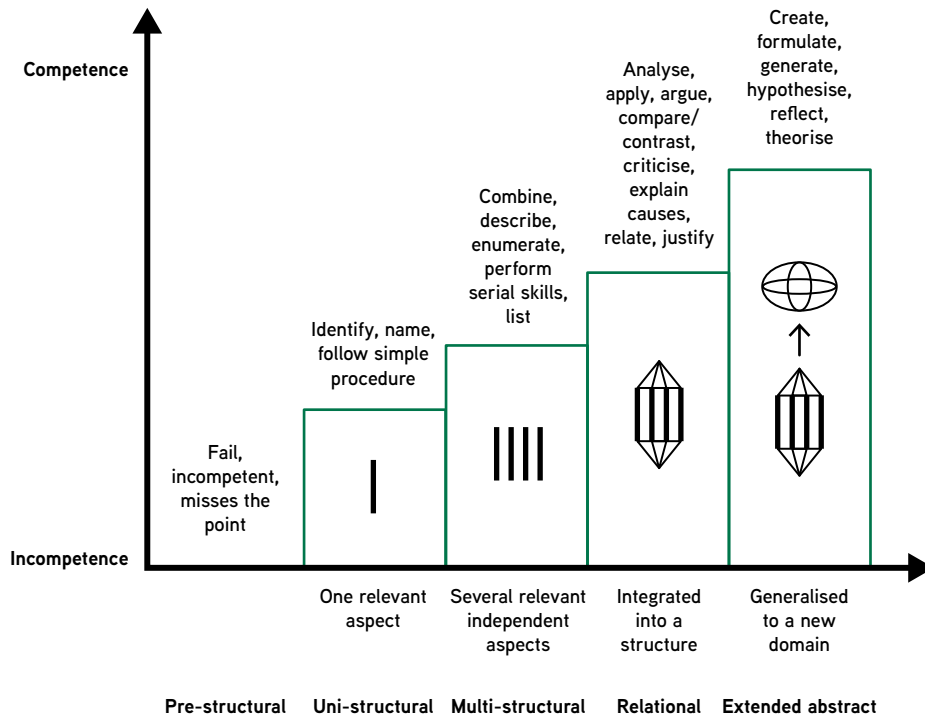 Competence
Incompetence
Fail,
incompetent,
misses the
point
Identify, name,
follow simple
procedure
Combine,
describe,
enumerate,
perform
serial skills,
list
Analyse,
apply, argue,
compare/
contrast,
criticise,
explain
causes,
relate, justify
Create,
formulate,
generate,
hypothesise,
reflect,
theorise
One relevant
aspect
Several relevant
independent
aspects
Integrated
into a
structure
Generalised
to a new
domain
Pre-structural
Uni-structural
Multi-structural
Relational
Extended abstract